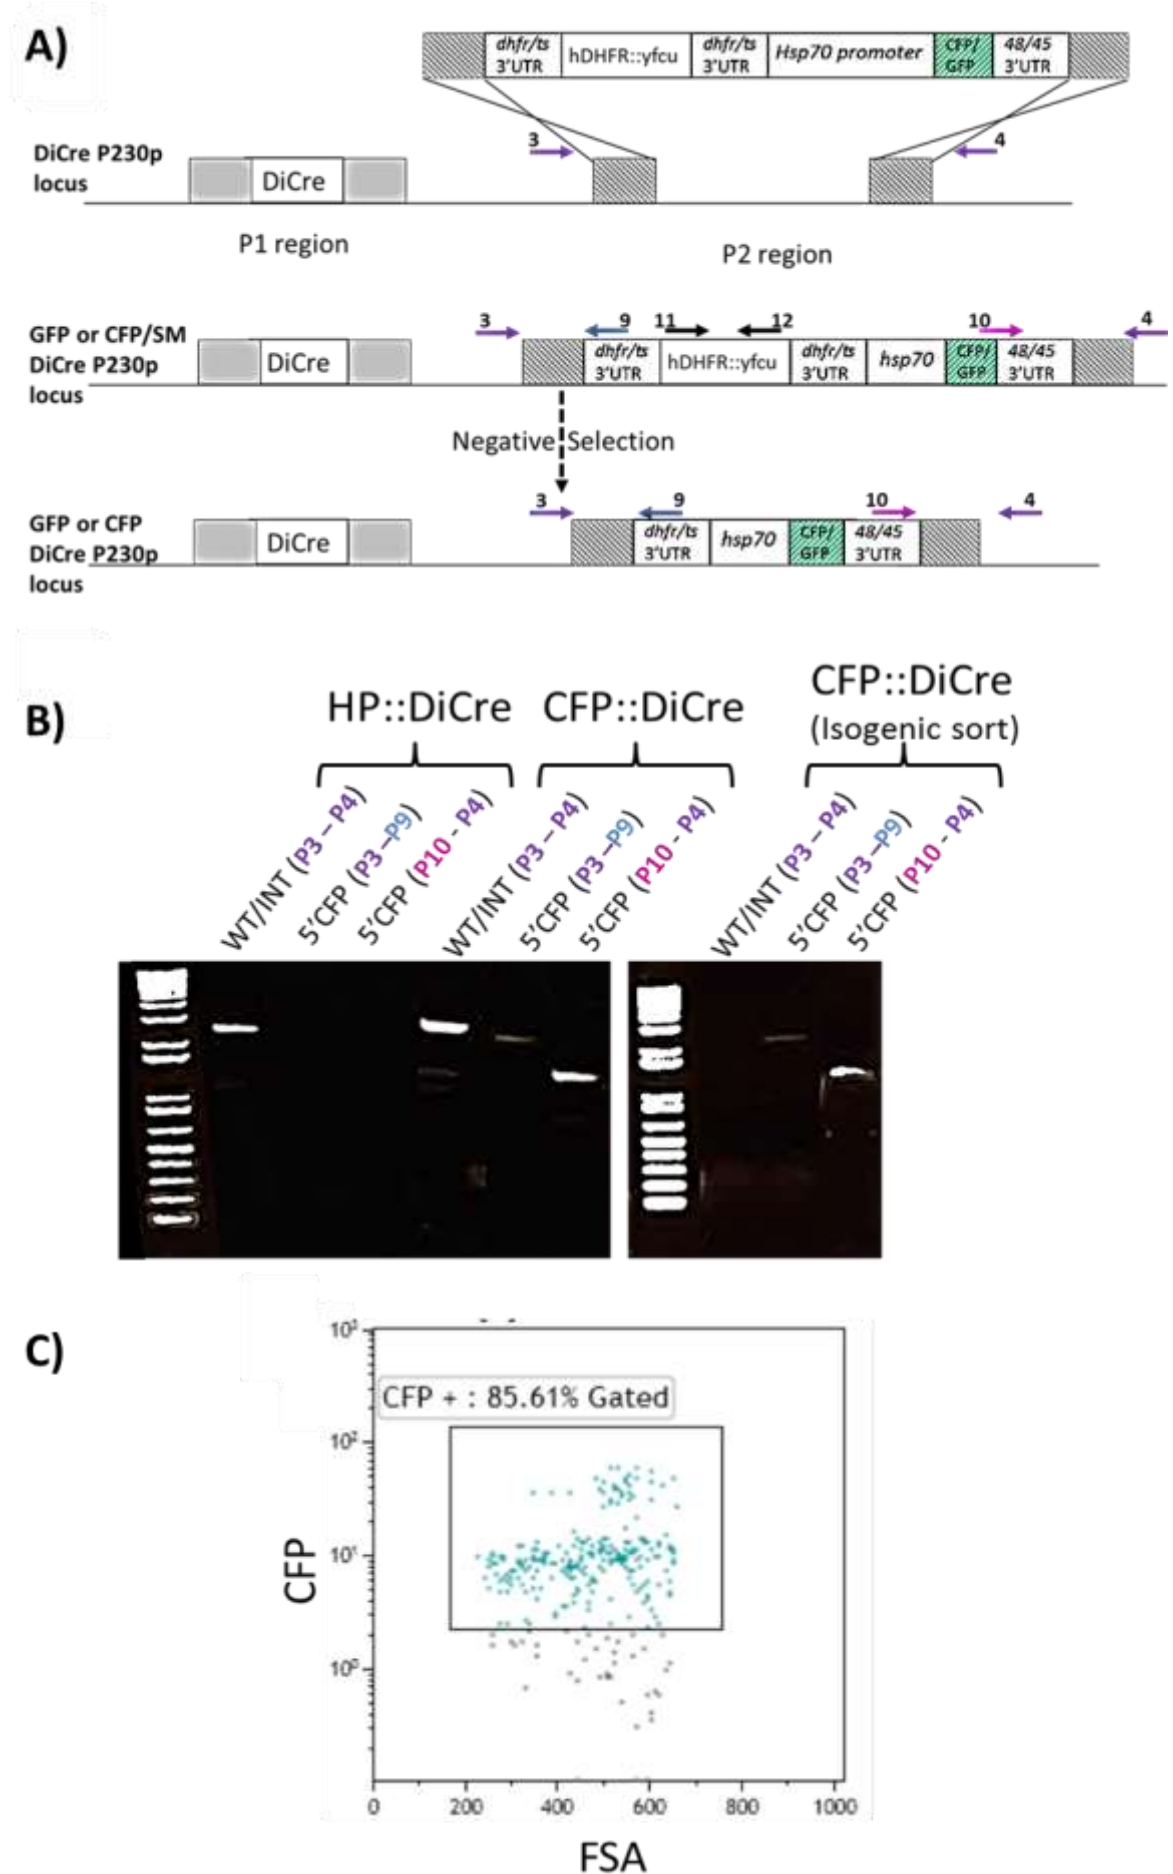 A)
dhfr/ts 3'UTR
hDHFR::yfcu
dhfr/ts 3'UTR
Hsp70 promoter
CFP/ GFP
48/45 3'UTR
3
4
DiCre P230p
locus
DiCre
P1 region
P2 region
GFP or CFP/SM
DiCre P230p
locus
3
9
11
12
10
4
DiCre
dhfr/ts 3'UTR
hDHFR::yfcu
dhfr/ts 3'UTR
hsp70
CFP/ GFP
48/45 3'UTR
Negative Selection
GFP or CFP
DiCre P230p
locus
3
9
10
4
DiCre
dhfr/ts 3'UTR
hsp70
CFP/ GFP
48/45 3'UTR
B)
HP::DiCre
CFP::DiCre
CFP::DiCre
(Isogenic sort)
WT/INT (P3 – P4)
5'CFP (P3 –P9)
5'CFP (P10 - P4)
WT/INT (P3 – P4)
5'CFP (P3 –P9)
5'CFP (P10 - P4)
WT/INT (P3 – P4)
5'CFP (P3 –P9)
5'CFP (P10 - P4)
C)
CFP + : 85.61% Gated
10³
10²
10¹
10⁰
CFP
0 200 400 600 800 1000
FSA